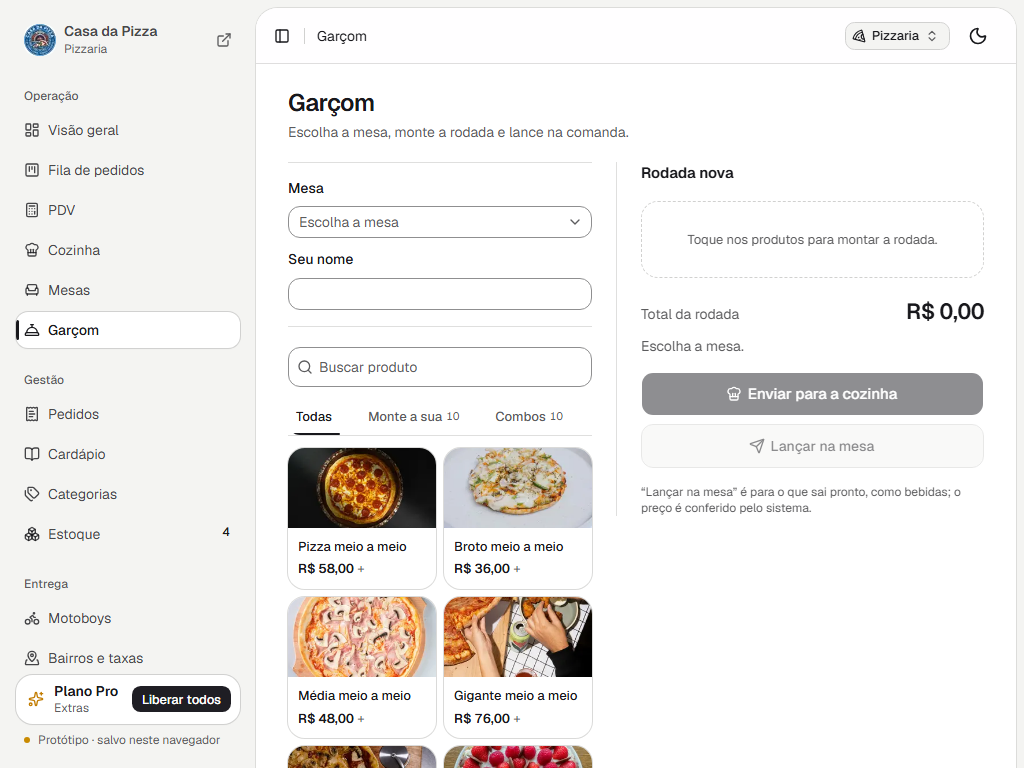 Casa da Pizza
Pizzaria
Operação
Visão geral
Fila de pedidos
PDV
Cozinha
Mesas
Garçom
Gestão
Pedidos
Cardápio
Categorias
Estoque 4
Entrega
Motoboys
Bairros e taxas
Plano Pro
Extras
Liberar todos
Protótipo · salvo neste navegador
Garçom
Pizzaria
Garçom
Escolha a mesa, monte a rodada e lance na comanda.
Mesa
Escolha a mesa
Seu nome
Buscar produto
Todas Monte a sua 10 Combos 10
Pizza meio a meio
R$ 58,00 +
Broto meio a meio
R$ 36,00 +
Média meio a meio
R$ 48,00 +
Gigante meio a meio
R$ 76,00 +
Rodada nova
Toque nos produtos para montar a rodada.
Total da rodada R$ 0,00
Escolha a mesa.
Enviar para a cozinha
Lançar na mesa
“Lançar na mesa” é para o que sai pronto, como bebidas; o
preço é conferido pelo sistema.